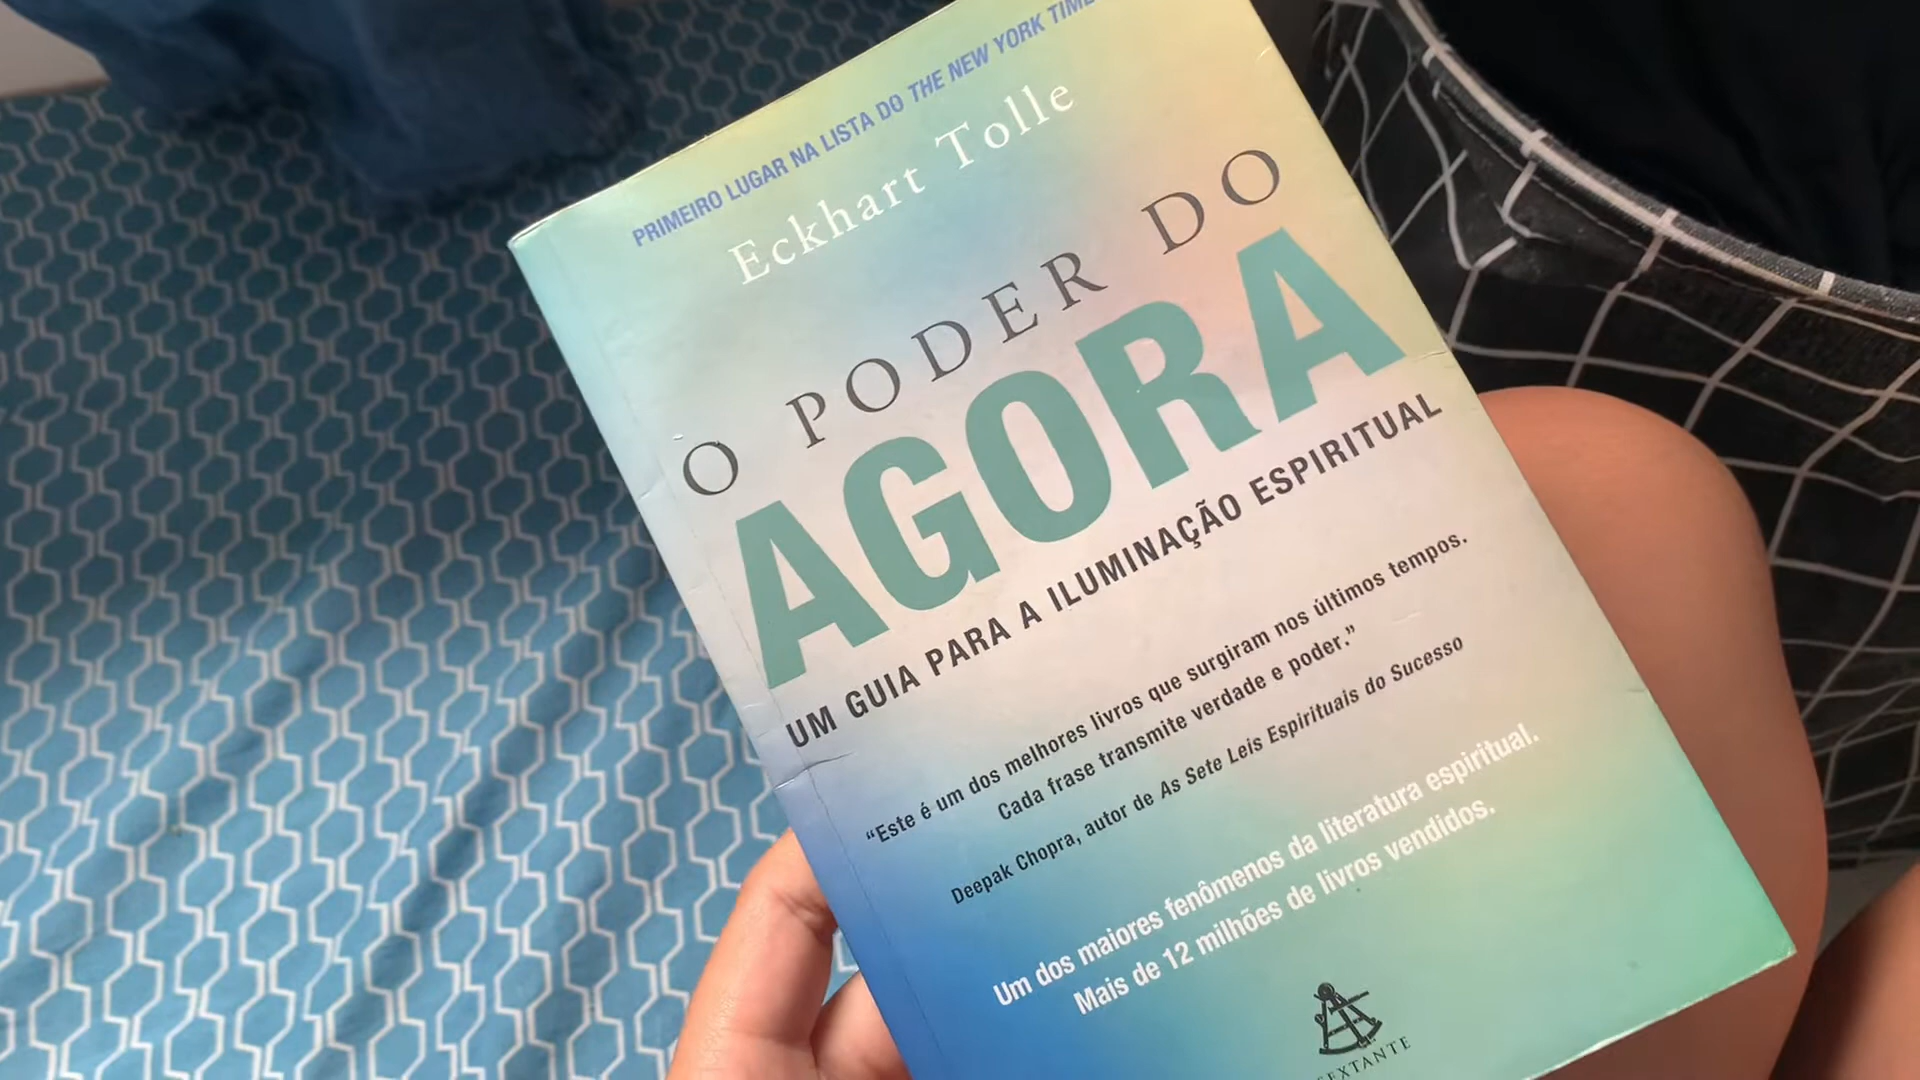 PRIMEIRO LUGAR NA LISTA DO THE NEW YORK
Eckhart Tolle
O PODER DO
AGORA
UM GUIA PARA A ILUMINAÇÃO ESPIRITUAL
“Este é um dos melhores livros que surgiram nos últimos tempos.
Cada frase transmite verdade e poder.”
Deepak Chopra, autor de As Sete Leis Espirituais do Sucesso
Um dos maiores fenômenos da literatura espiritual.
Mais de 12 milhões de livros vendidos.
SEXTANTE